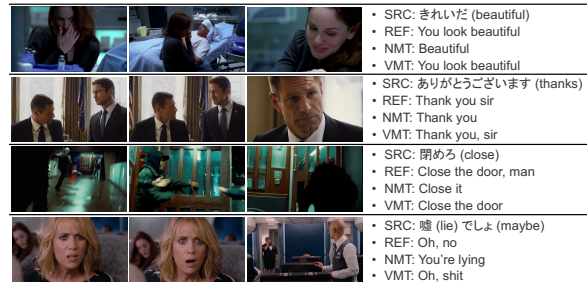 • SRC: きれいだ (beautiful)
• REF: You look beautiful
• NMT: Beautiful
• VMT: You look beautiful
• SRC: ありがとうございます (thanks)
• REF: Thank you sir
• NMT: Thank you
• VMT: Thank you, sir
• SRC: 閉めろ (close)
• REF: Close the door, man
• NMT: Close it
• VMT: Close the door
• SRC: 嘘 (lie) でしょ (maybe)
• REF: Oh, no
• NMT: You're lying
• VMT: Oh, shit